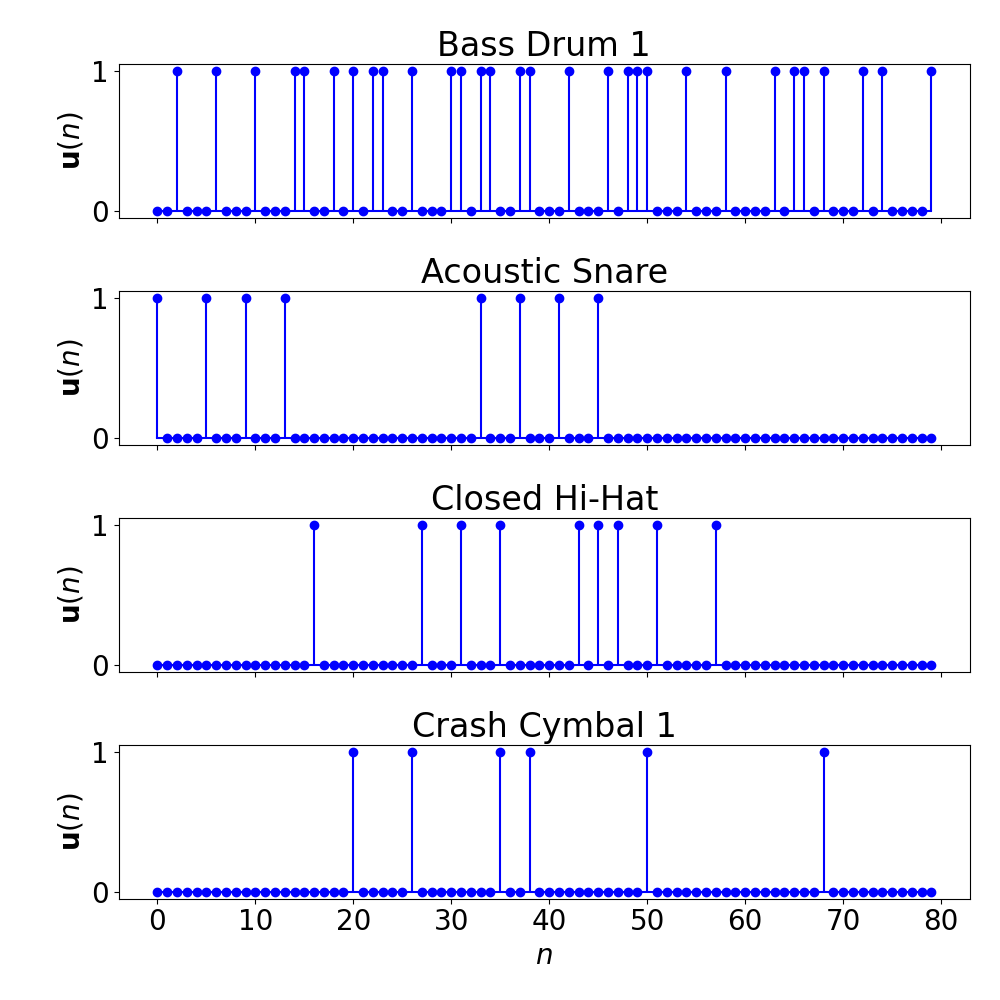 Bass Drum 1
1
0
u(n)
Acoustic Snare
1
0
u(n)
Closed Hi-Hat
1
0
u(n)
Crash Cymbal 1
1
0
u(n)
0 10 20 30 40 50 60 70 80
n